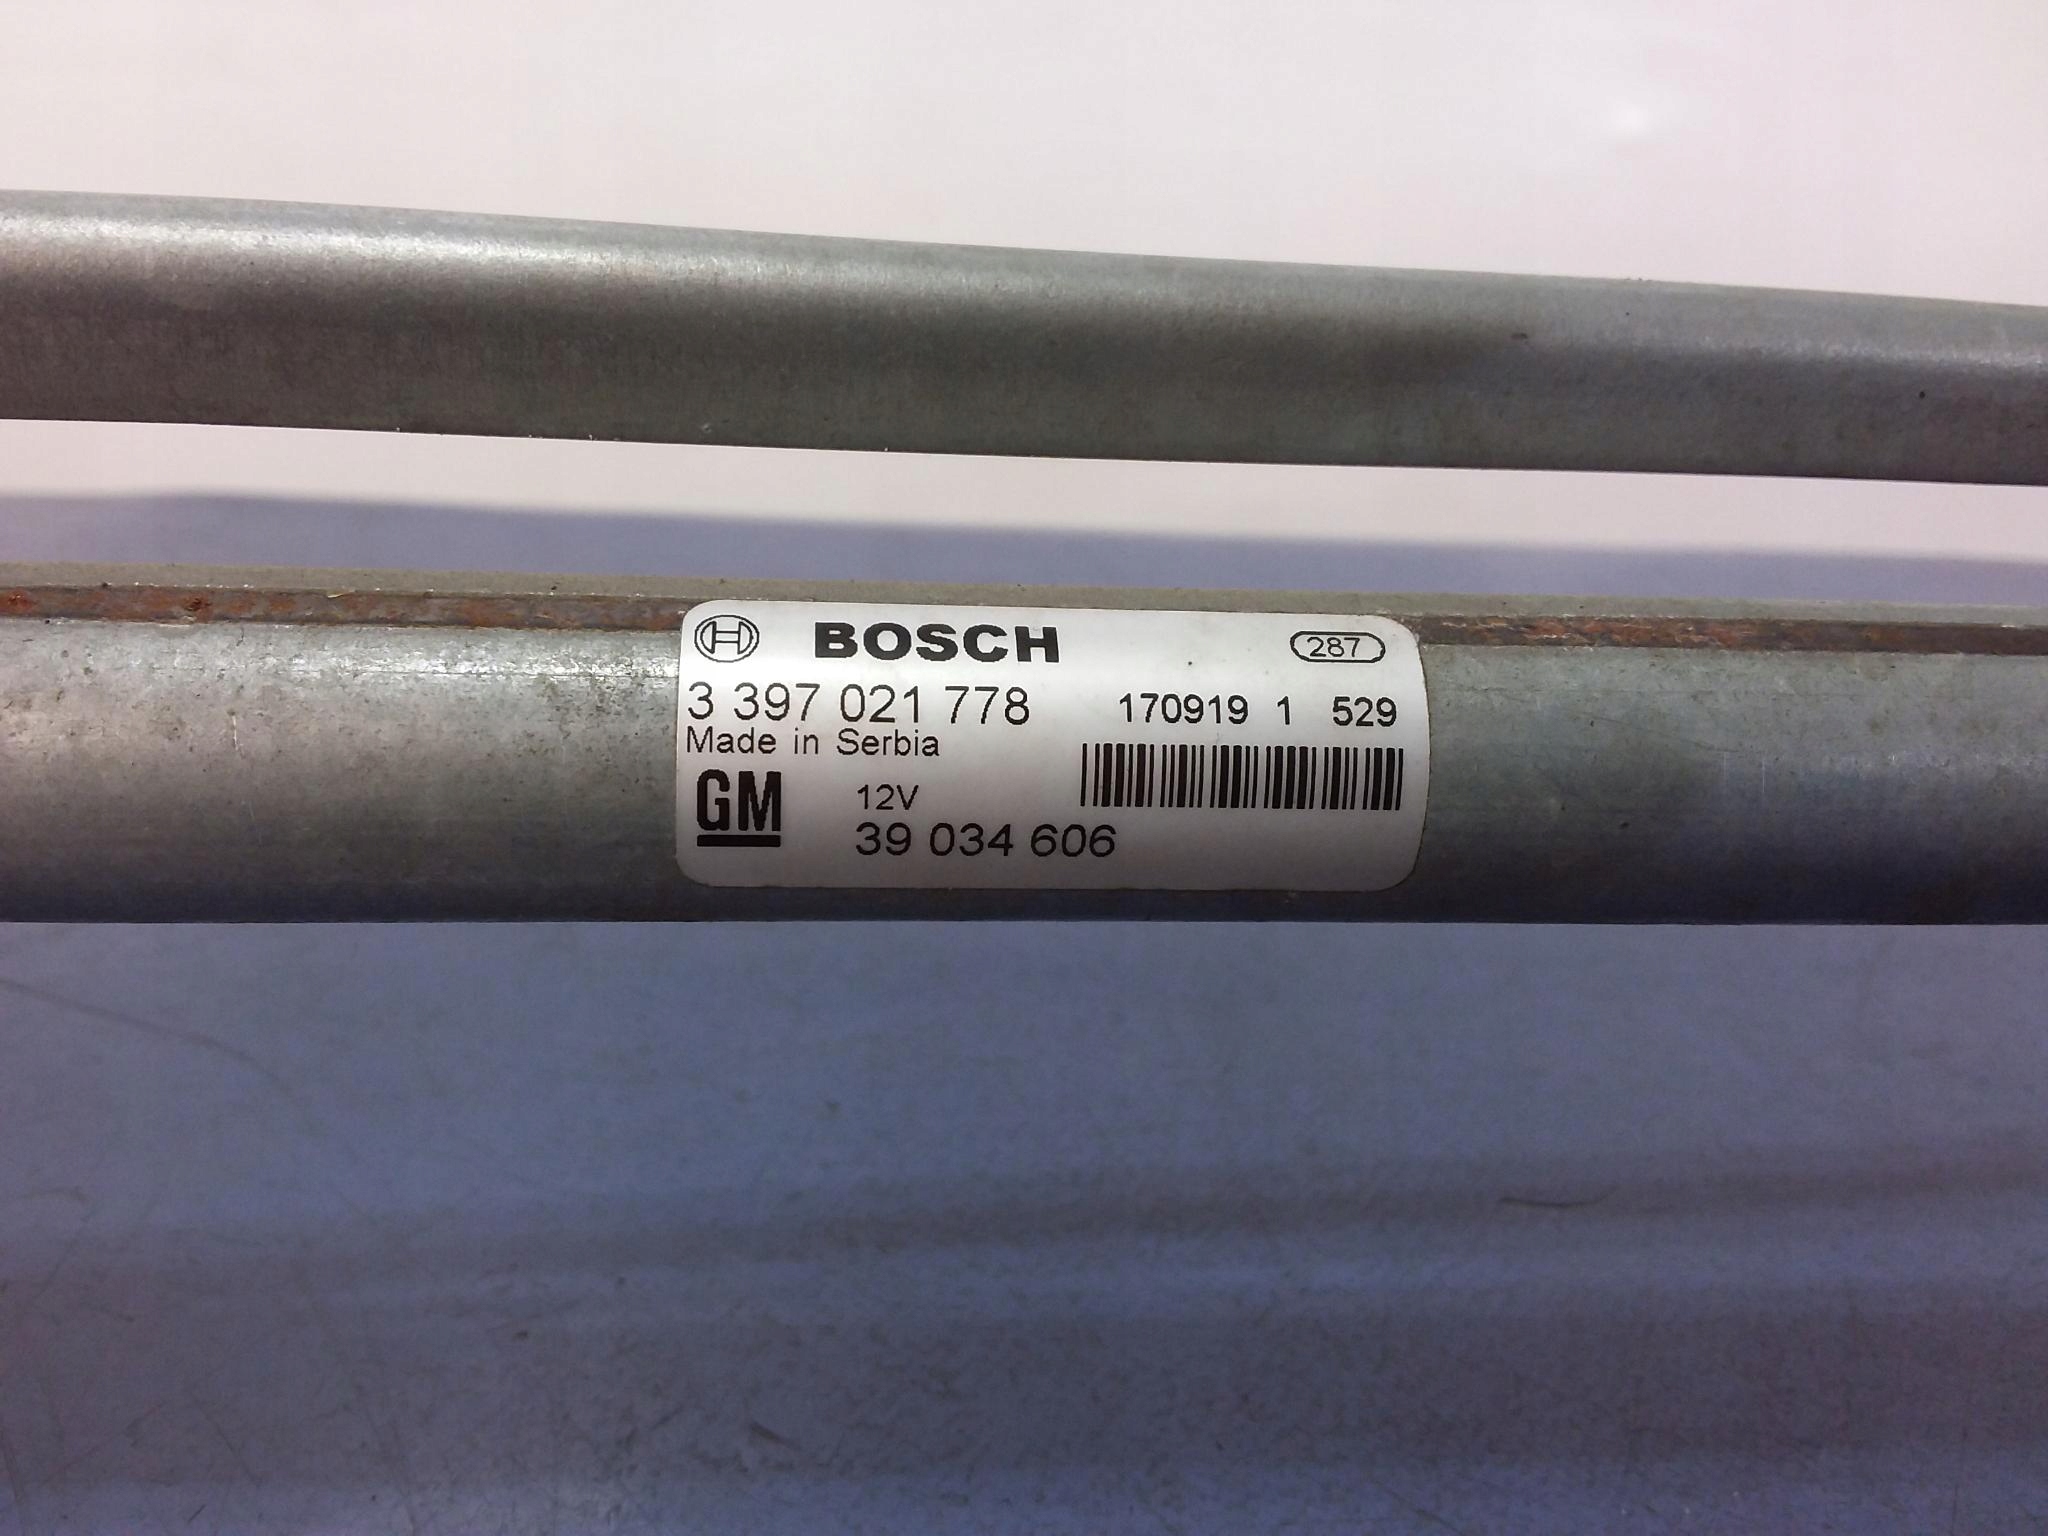 BOSCH 287
3 397 021 778 170919 1 529
Made in Serbia
GM 12V
39 034 606